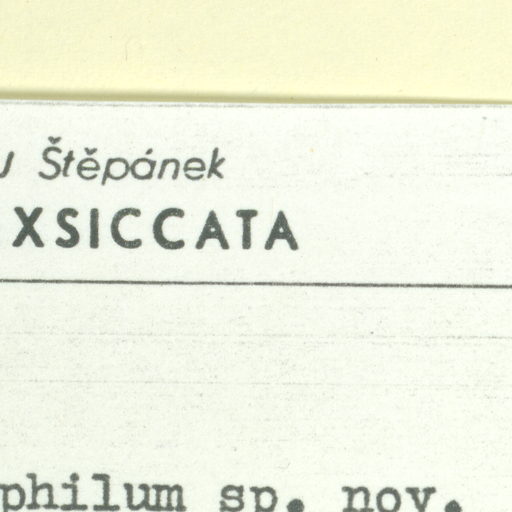 J Štěpánek
XSICCATA
philum sp. nov.